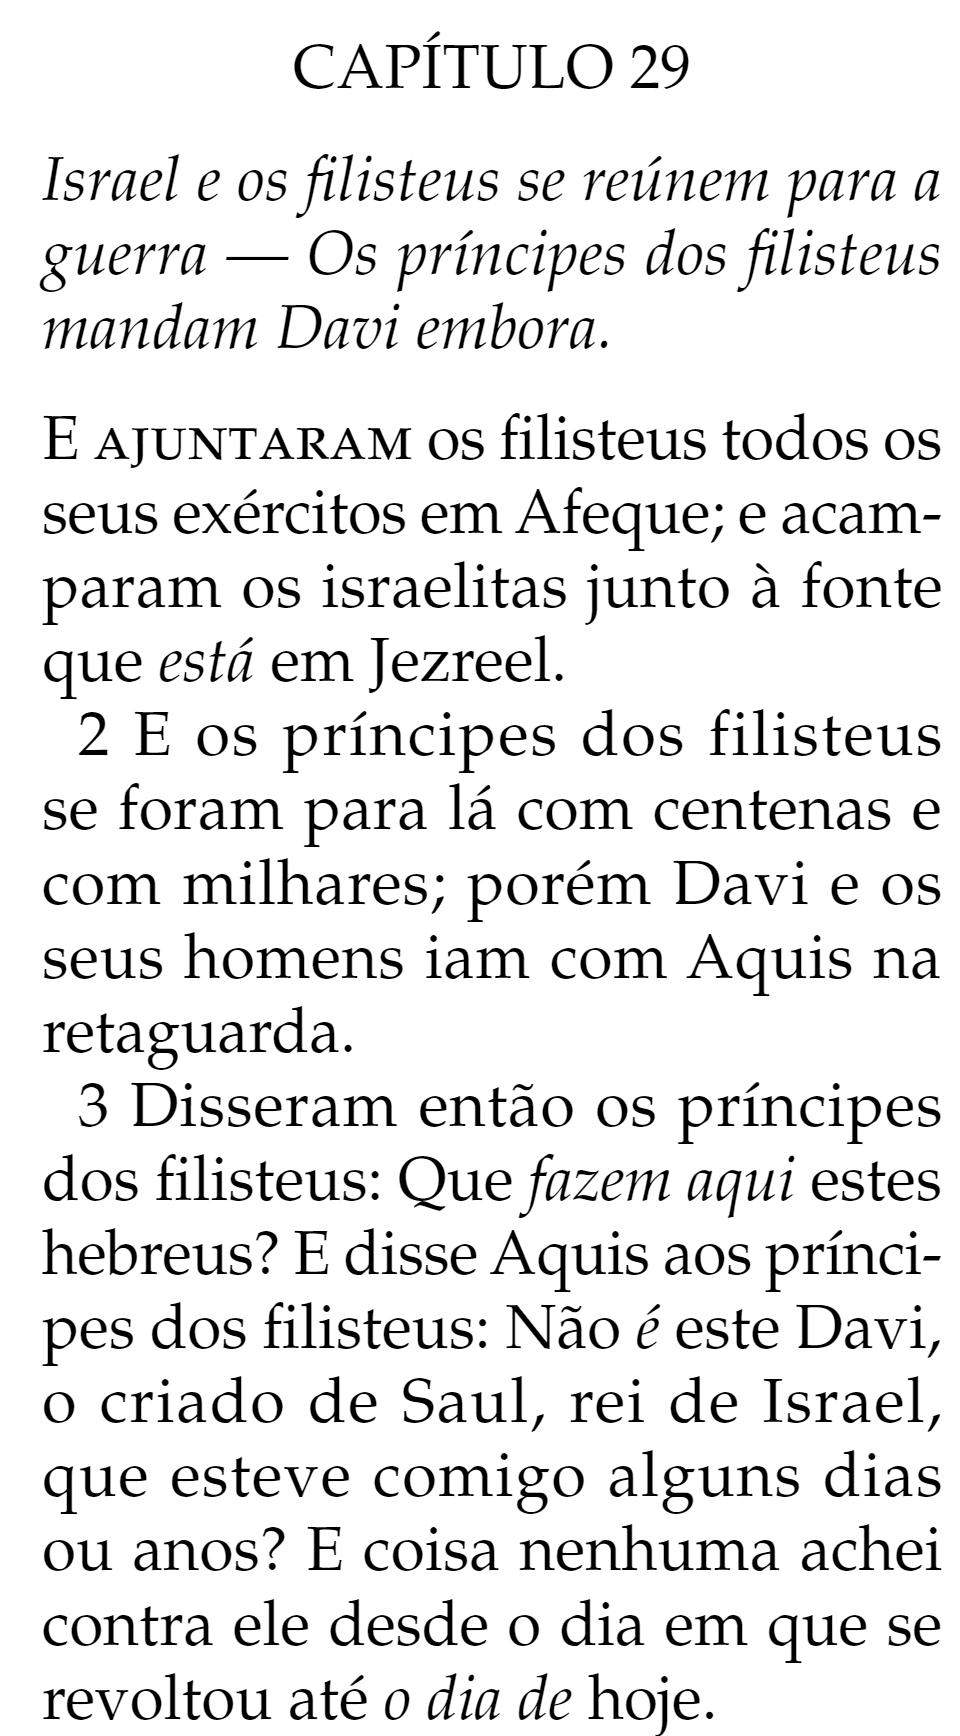 CAPÍTULO 29
Israel e os filisteus se reúnem para a
guerra — Os príncipes dos filisteus
mandam Davi embora.
E AJUNTARAM os filisteus todos os
seus exércitos em Afeque; e acam-
param os israelitas junto à fonte
que está em Jezreel.
2 E os príncipes dos filisteus
se foram para lá com centenas e
com milhares; porém Davi e os
seus homens iam com Aquis na
retaguarda.
3 Disseram então os príncipes
dos filisteus: Que fazem aqui estes
hebreus? E disse Aquis aos prínci-
pes dos filisteus: Não é este Davi,
o criado de Saul, rei de Israel,
que esteve comigo alguns dias
ou anos? E coisa nenhuma achei
contra ele desde o dia em que se
revoltou até o dia de hoje.